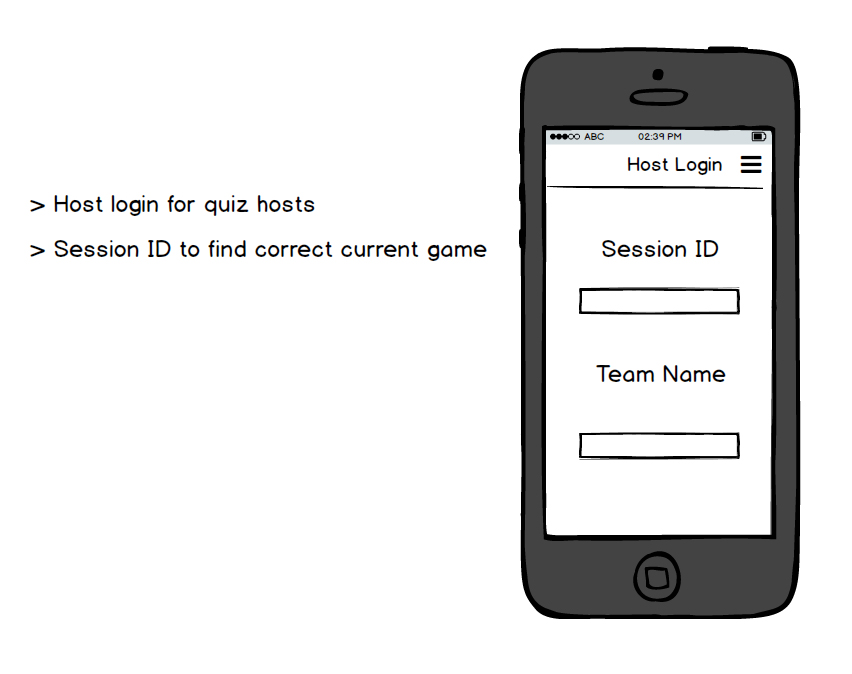 > Host login for quiz hosts
> Session ID to find correct current game
ABC 02:39 PM
Host Login
Session ID
Team Name